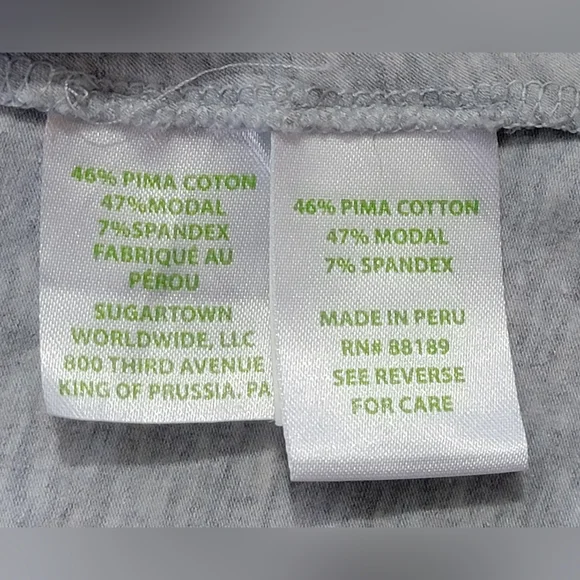 46% PIMA COTON
47%MODAL
7%SPANDEX
FABRIQUÉ AU
PÉROU
SUGARTOWN
WORLDWIDE, LLC
800 THIRD AVENUE
KING OF PRUSSIA, PA
46% PIMA COTTON
47% MODAL
7% SPANDEX
MADE IN PERU
RN# 88189
SEE REVERSE
FOR CARE